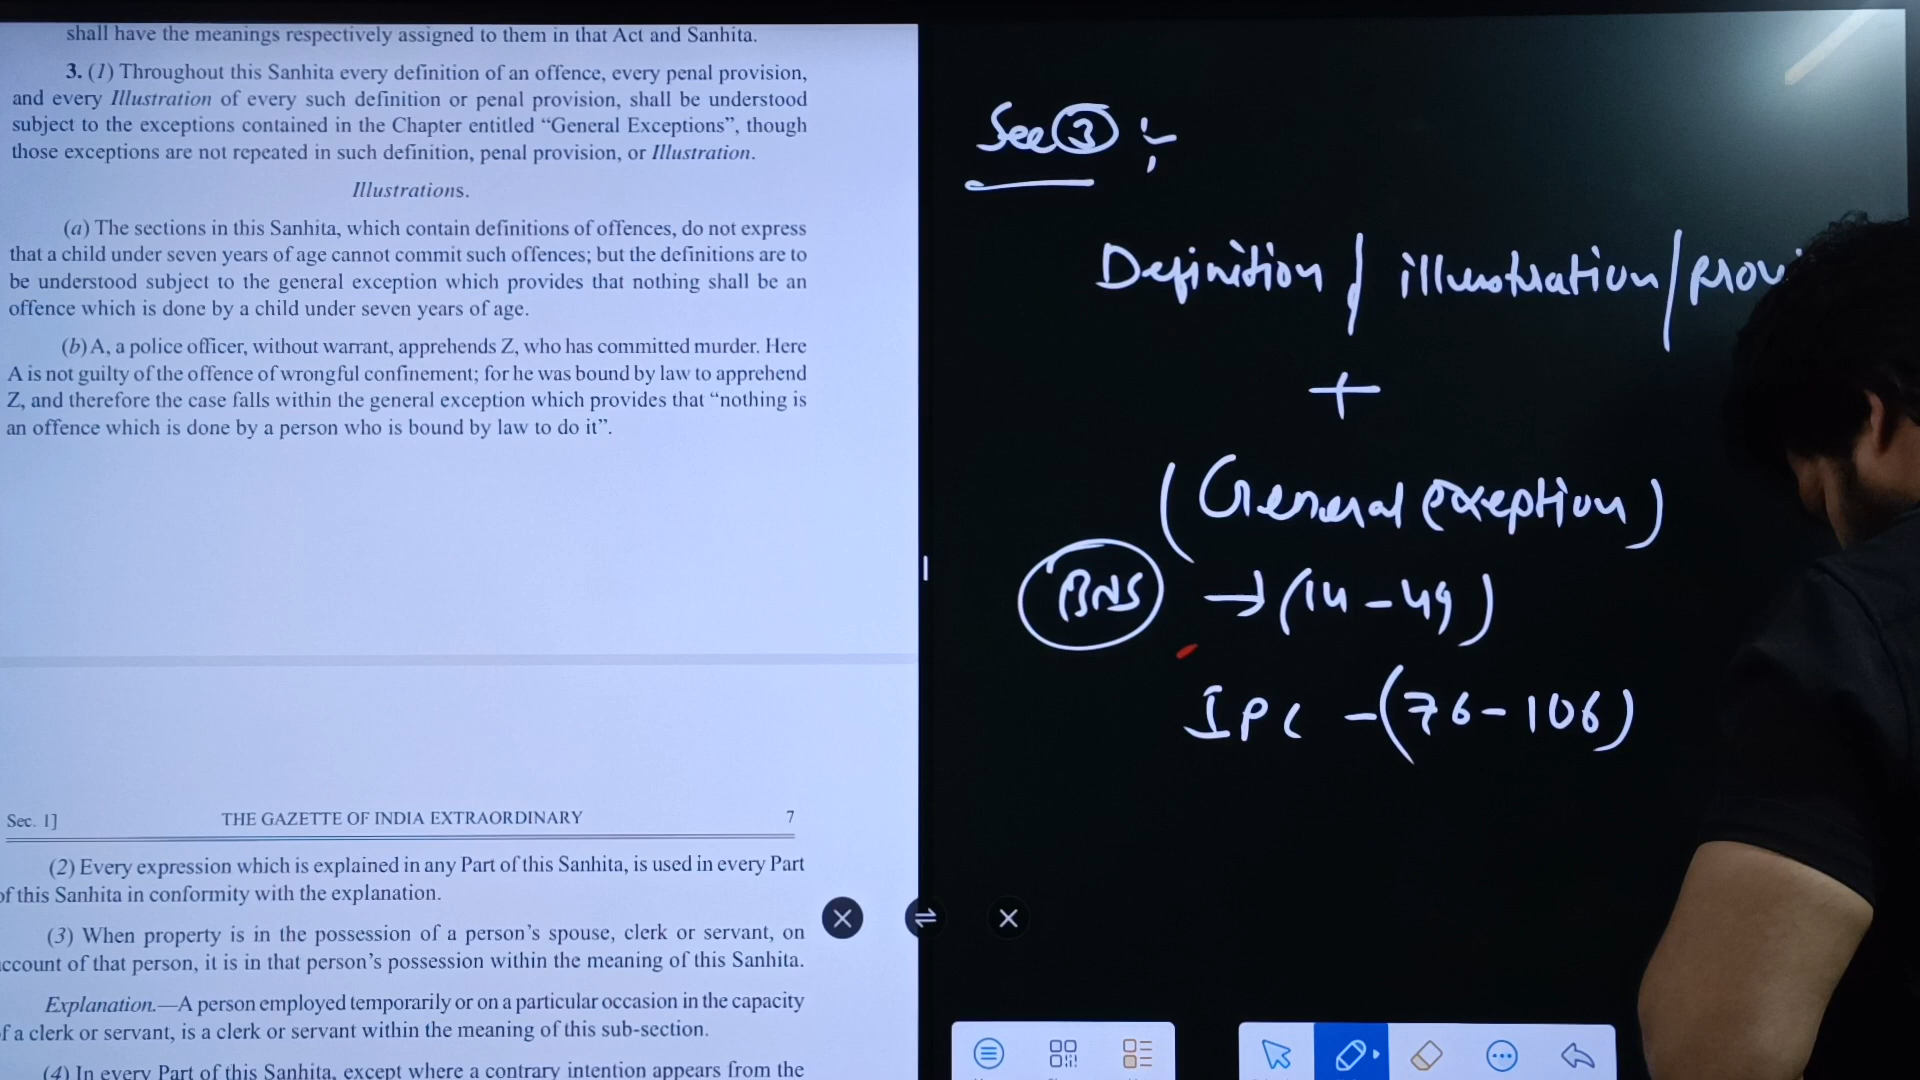 shall have the meanings respectively assigned to them in that Act and Sanhita.
3. (1) Throughout this Sanhita every definition of an offence, every penal provision,
and every Illustration of every such definition or penal provision, shall be understood
subject to the exceptions contained in the Chapter entitled “General Exceptions”, though
those exceptions are not repeated in such definition, penal provision, or Illustration.
Illustrations.
(a) The sections in this Sanhita, which contain definitions of offences, do not express
that a child under seven years of age cannot commit such offences; but the definitions are to
be understood subject to the general exception which provides that nothing shall be an
offence which is done by a child under seven years of age.
(b) A, a police officer, without warrant, apprehends Z, who has committed murder. Here
A is not guilty of the offence of wrongful confinement; for he was bound by law to apprehend
Z, and therefore the case falls within the general exception which provides that “nothing is
an offence which is done by a person who is bound by law to do it”.
Sec. 1] THE GAZETTE OF INDIA EXTRAORDINARY 7
(2) Every expression which is explained in any Part of this Sanhita, is used in every Part
of this Sanhita in conformity with the explanation.
(3) When property is in the possession of a person’s spouse, clerk or servant, on
ccount of that person, it is in that person’s possession within the meaning of this Sanhita.
Explanation.—A person employed temporarily or on a particular occasion in the capacity
f a clerk or servant, is a clerk or servant within the meaning of this sub-section.
(4) In every Part of this Sanhita, except where a contrary intention appears from the
Sec 3 :-
Definition / illustration / provi
+
(General exception)
BNS → (14 - 49)
IPC - (76 - 106)